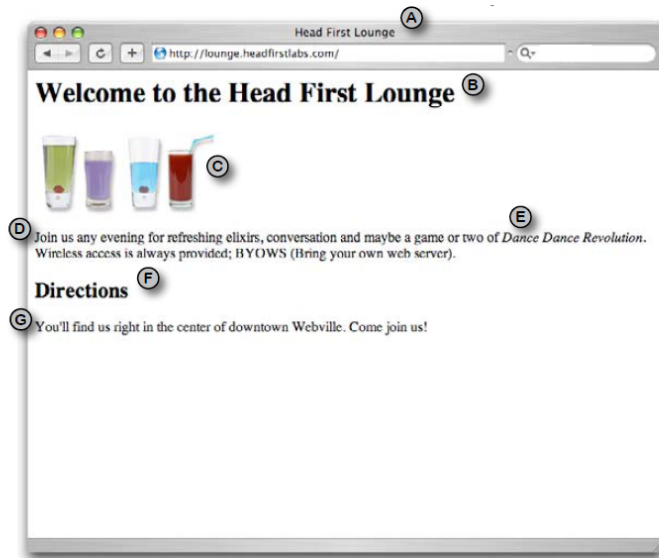 A
Head First Lounge
http://lounge.headfirstlabs.com/
Welcome to the Head First Lounge B
C
E
D Join us any evening for refreshing elixirs, conversation and maybe a game or two of Dance Dance Revolution.
Wireless access is always provided; BYOWS (Bring your own web server).
Directions F
G You'll find us right in the center of downtown Webville. Come join us!